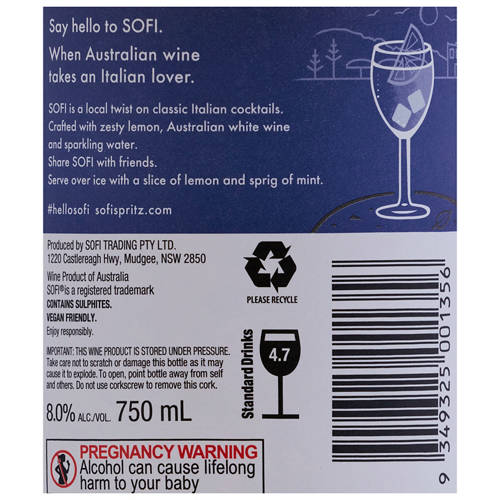 Say hello to SOFI.
When Australian wine
takes an Italian lover.
SOFI is a local twist on classic Italian cocktails.
Crafted with zesty lemon, Australian white wine
and sparkling water.
Share SOFI with friends.
Serve over ice with a slice of lemon and sprig of mint.
#hellosofi sofispritz.com
Produced by SOFI TRADING PTY LTD.
1220 Castlereagh Hwy, Mudgee, NSW 2850
Wine Product of Australia
SOFI® is a registered trademark
CONTAINS SULPHITES.
VEGAN FRIENDLY.
Enjoy responsibly.
IMPORTANT: THIS WINE PRODUCT IS STORED UNDER PRESSURE.
Take care not to scratch or damage this bottle as it may
cause it to explode. To open, point bottle away from self
and others. Do not use corkscrew to remove this cork.
8.0% ALC./VOL. 750 mL
PLEASE RECYCLE
Standard Drinks
4.7
9 349325 001356
PREGNANCY WARNING
Alcohol can cause lifelong
harm to your baby